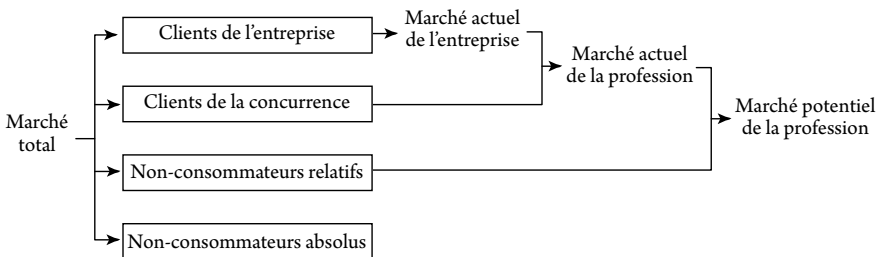 Marché
total
Clients de l'entreprise
Clients de la concurrence
Non-consommateurs relatifs
Non-consommateurs absolus
Marché actuel
de l'entreprise
Marché actuel
de la profession
Marché potentiel
de la profession